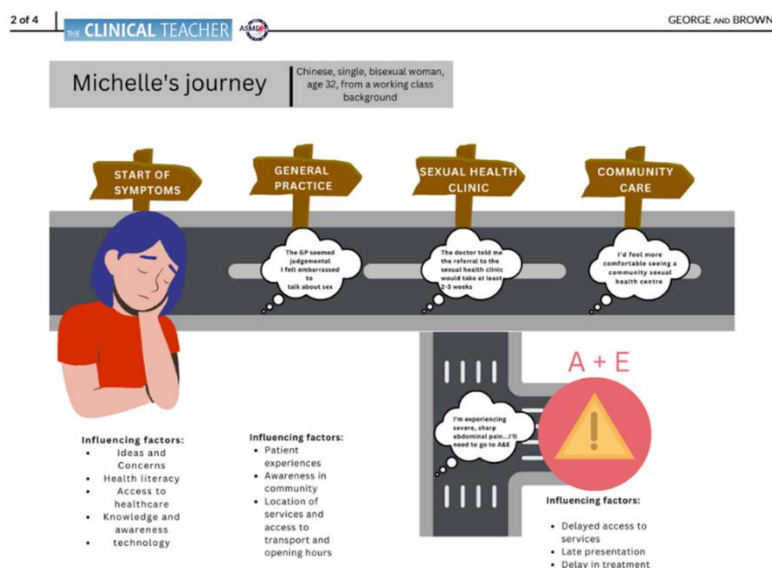 2 of 4
THE CLINICAL TEACHER
ASME
GEORGE AND BROWN
Michelle's journey
Chinese, single, bisexual woman,
age 32, from a working class
background
START OF
SYMPTOMS
GENERAL
PRACTICE
SEXUAL HEALTH
CLINIC
COMMUNITY
CARE
The GP seemed
judgemental
I felt embarrassed
to
talk about sex
The doctor told me
the referral to the
sexual health clinic
would take at least
2-3 weeks
I'd feel more
comfortable seeing a
community sexual
health centre
A + E
I'm experiencing
severe, sharp
abdominal pain...I'll
need to go to A&E
Influencing factors:
• Ideas and
Concerns
• Health literacy
• Access to
healthcare
• Knowledge and
awareness
• technology
Influencing factors:
• Patient
experiences
• Awareness in
community
• Location of
services and
access to
transport and
opening hours
Influencing factors:
• Delayed access to
services
• Late presentation
• Delay in treatment